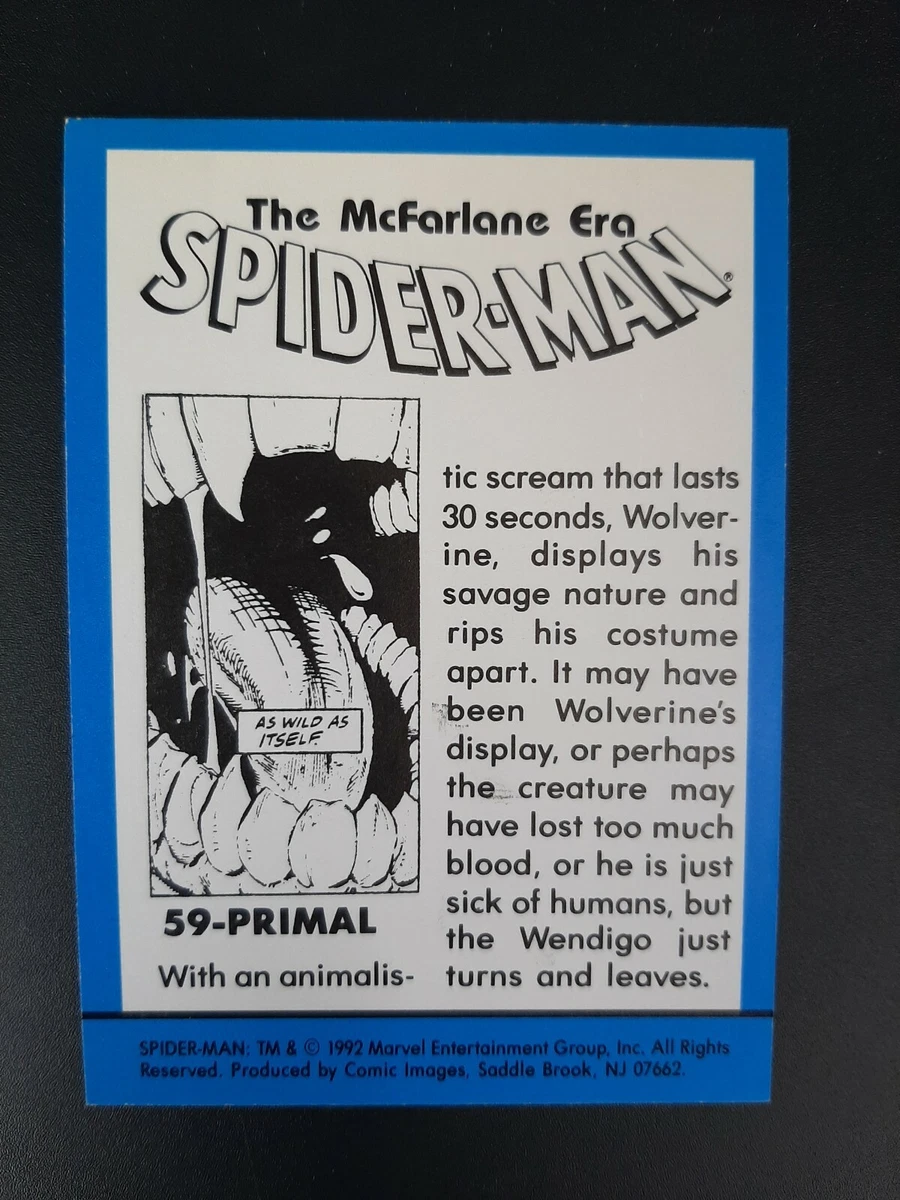 The McFarlane Era
SPIDER-MAN®
AS WILD AS
ITSELF.
59-PRIMAL
With an animalis-
tic scream that lasts
30 seconds, Wolver-
ine, displays his
savage nature and
rips his costume
apart. It may have
been Wolverine's
display, or perhaps
the creature may
have lost too much
blood, or he is just
sick of humans, but
the Wendigo just
turns and leaves.
SPIDER-MAN: TM & © 1992 Marvel Entertainment Group, Inc. All Rights
Reserved. Produced by Comic Images, Saddle Brook, NJ 07662.